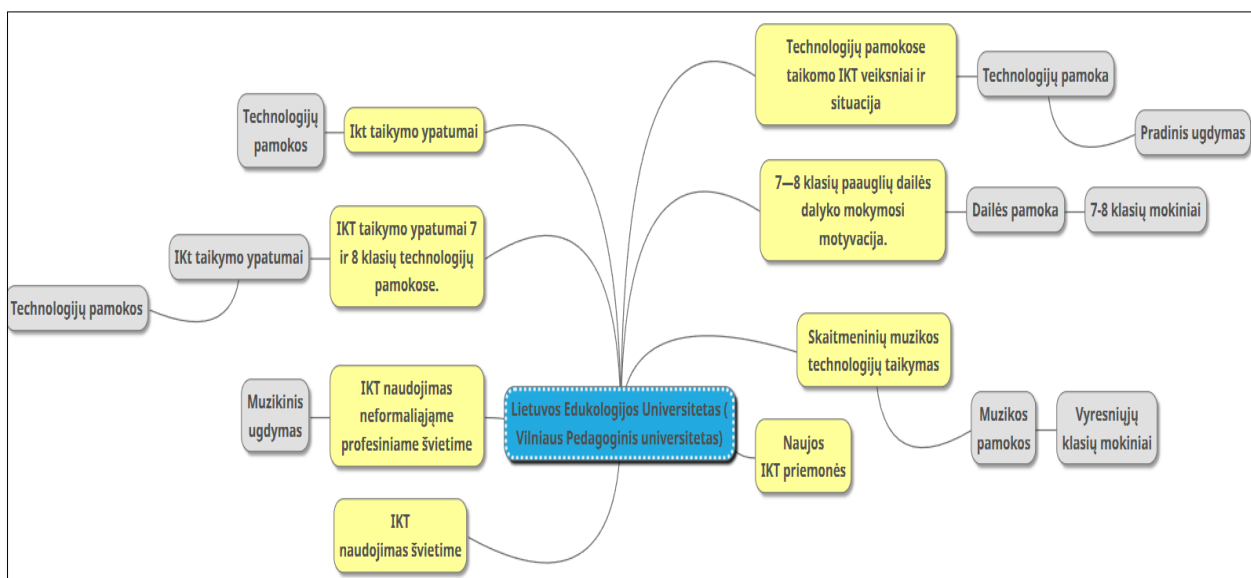 Technologijų pamokose
taikomo IKT veiksniai ir
situacija
Technologijų pamoka
Pradinis ugdymas
Technologijų
pamokos
Ikt taikymo ypatumai
7—8 klasių paauglių dailės
dalyko mokymosi
motyvacija.
Dailės pamoka
7-8 klasių mokiniai
IKT taikymo ypatumai 7
ir 8 klasių technologijų
pamokose.
IKt taikymo ypatumai
Technologijų pamokos
Skaitmeninių muzikos
technologijų taikymas
Muzikos
pamokos
Vyresniųjų
klasių mokiniai
Muzikinis
ugdymas
IKT naudojimas
neformaliąjąme
profesiniame švietime
Lietuvos Edukologijos Universitetas (
Vilniaus Pedagoginis universitetas)
Naujos
IKT priemonės
IKT
naudojimas švietime